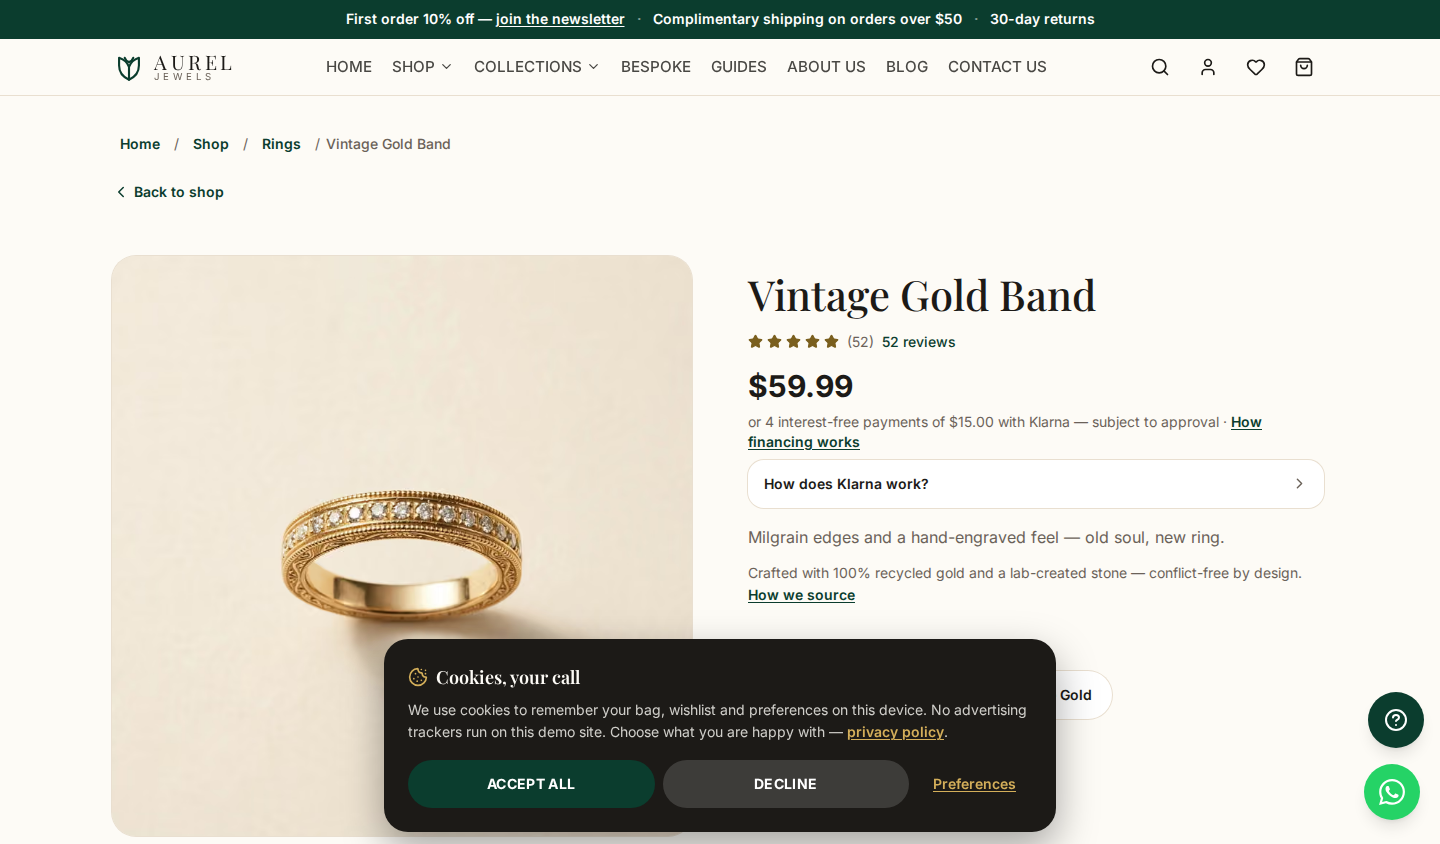 First order 10% off — join the newsletter · Complimentary shipping on orders over $50 · 30-day returns
AUREL
JEWELS
HOME SHOP COLLECTIONS BESPOKE GUIDES ABOUT US BLOG CONTACT US
Home / Shop / Rings / Vintage Gold Band
Back to shop
Vintage Gold Band
(52) 52 reviews
$59.99
or 4 interest-free payments of $15.00 with Klarna — subject to approval · How
financing works
How does Klarna work?
Milgrain edges and a hand-engraved feel — old soul, new ring.
Crafted with 100% recycled gold and a lab-created stone — conflict-free by design.
How we source
Gold
Cookies, your call
We use cookies to remember your bag, wishlist and preferences on this device. No advertising
trackers run on this demo site. Choose what you are happy with — privacy policy.
ACCEPT ALL DECLINE Preferences